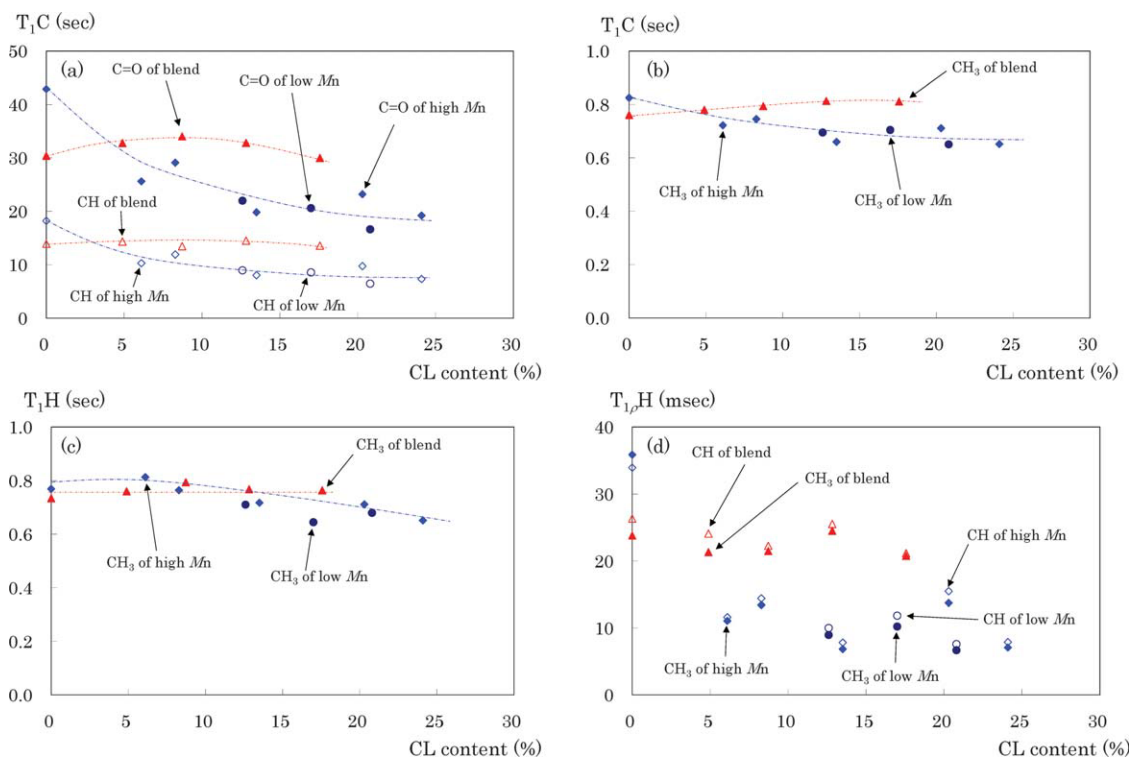 T₁C (sec)
50
40
30
20
10
0
(a)
C=O of blend
C=O of low Mn
C=O of high Mn
CH of blend
CH of high Mn
CH of low Mn
0 5 10 15 20 25 30
CL content (%)
T₁C (sec)
1.0
0.8
0.6
0.4
0.2
0.0
(b)
CH₃ of blend
CH₃ of high Mn
CH₃ of low Mn
0 5 10 15 20 25 30
CL content (%)
T₁H (sec)
1.0
0.8
0.6
0.4
0.2
0.0
(c)
CH₃ of blend
CH₃ of high Mn
CH₃ of low Mn
0 5 10 15 20 25 30
CL content (%)
T₁ᵨH (msec)
40
30
20
10
0
(d)
CH of blend
CH₃ of blend
CH of high Mn
CH of low Mn
CH₃ of high Mn
CH₃ of low Mn
0 5 10 15 20 25 30
CL content (%)